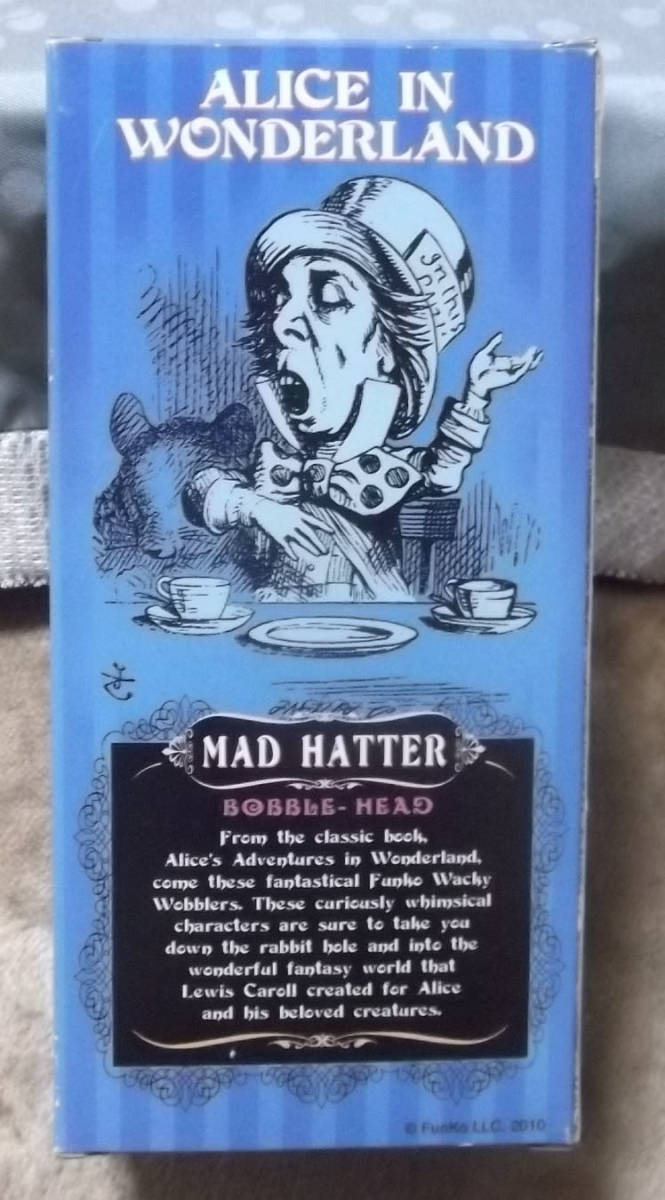 ALICE IN
WONDERLAND
MAD HATTER
BOBBLE-HEAD
From the classic book,
Alice's Adventures in Wonderland,
come these fantastical Funko Wacky
Wobblers. These curiously whimsical
characters are sure to take you
down the rabbit hole and into the
wonderful fantasy world that
Lewis Caroll created for Alice
and his beloved creatures.
© FunKo LLC, 2010